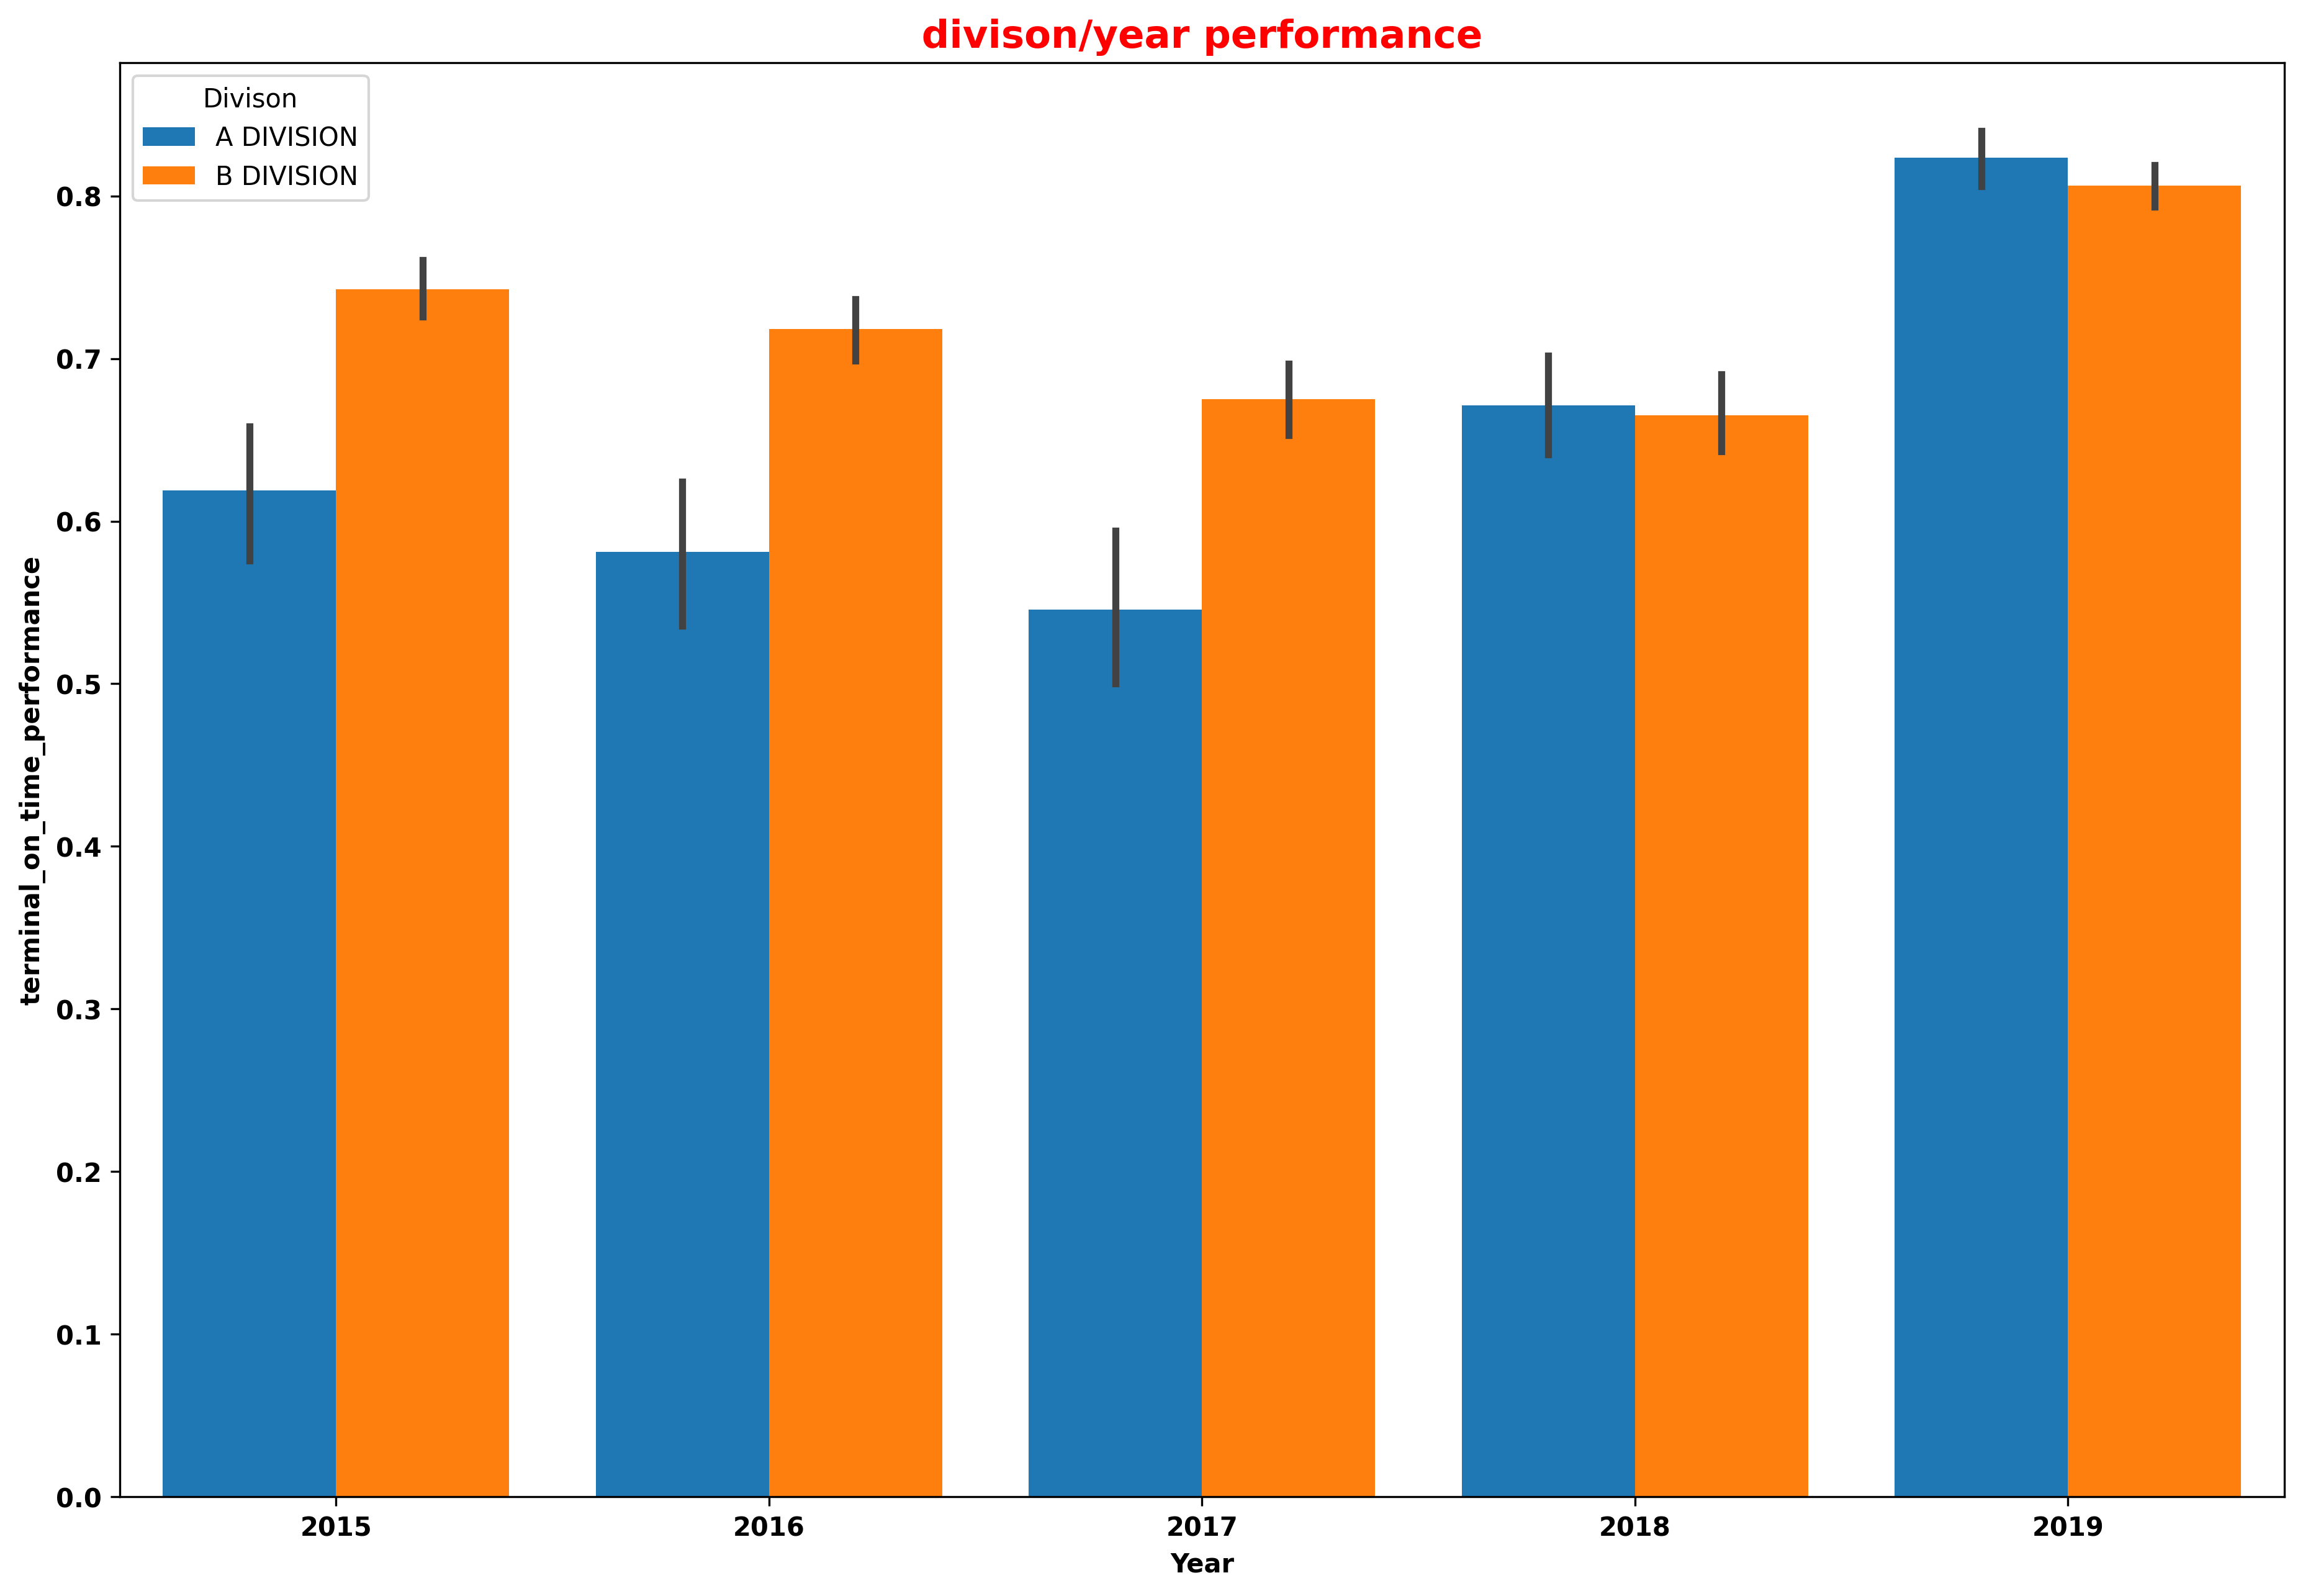 divison/year performance
Divison
A DIVISION
B DIVISION
terminal_on_time_performance
0.8
0.7
0.6
0.5
0.4
0.3
0.2
0.1
0.0
2015 2016 2017 2018 2019
Year